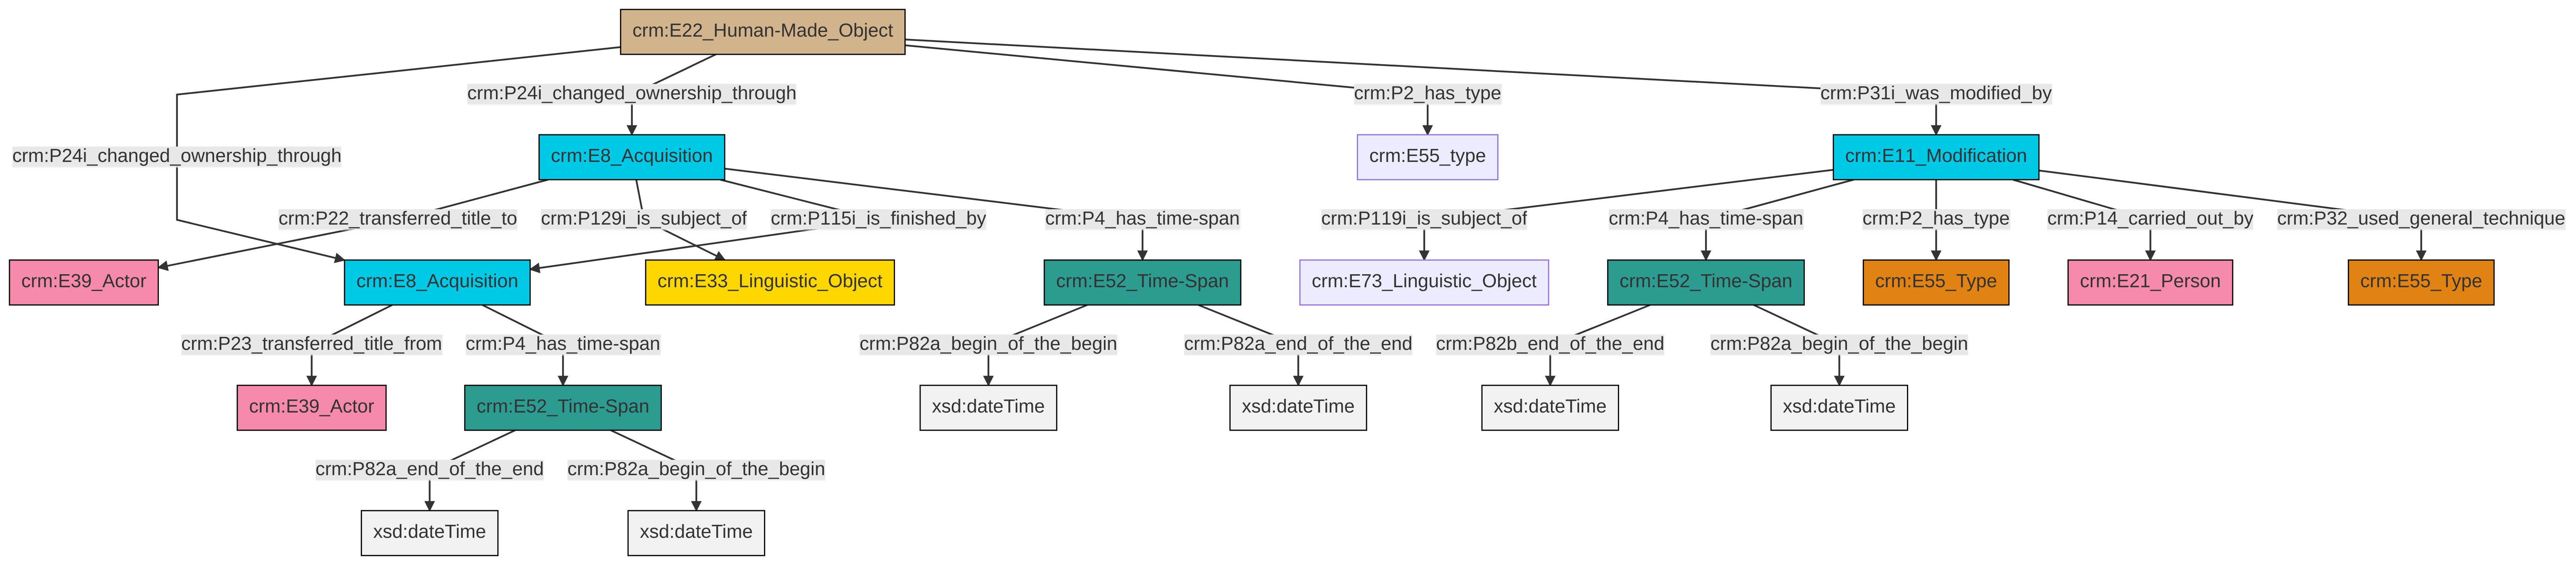 crm:E22_Human-Made_Object
crm:P24i_changed_ownership_through
crm:P2_has_type
crm:P31i_was_modified_by
crm:P24i_changed_ownership_through
crm:E8_Acquisition
crm:E55_type
crm:E11_Modification
crm:P22_transferred_title_to
crm:P129i_is_subject_of
crm:P115i_is_finished_by
crm:P4_has_time-span
crm:P119i_is_subject_of
crm:P4_has_time-span
crm:P2_has_type
crm:P14_carried_out_by
crm:P32_used_general_technique
crm:E39_Actor
crm:E8_Acquisition
crm:E33_Linguistic_Object
crm:E52_Time-Span
crm:E73_Linguistic_Object
crm:E52_Time-Span
crm:E55_Type
crm:E21_Person
crm:E55_Type
crm:P23_transferred_title_from
crm:P4_has_time-span
crm:P82a_begin_of_the_begin
crm:P82a_end_of_the_end
crm:P82b_end_of_the_end
crm:P82a_begin_of_the_begin
crm:E39_Actor
crm:E52_Time-Span
xsd:dateTime
xsd:dateTime
xsd:dateTime
xsd:dateTime
crm:P82a_end_of_the_end
crm:P82a_begin_of_the_begin
xsd:dateTime
xsd:dateTime